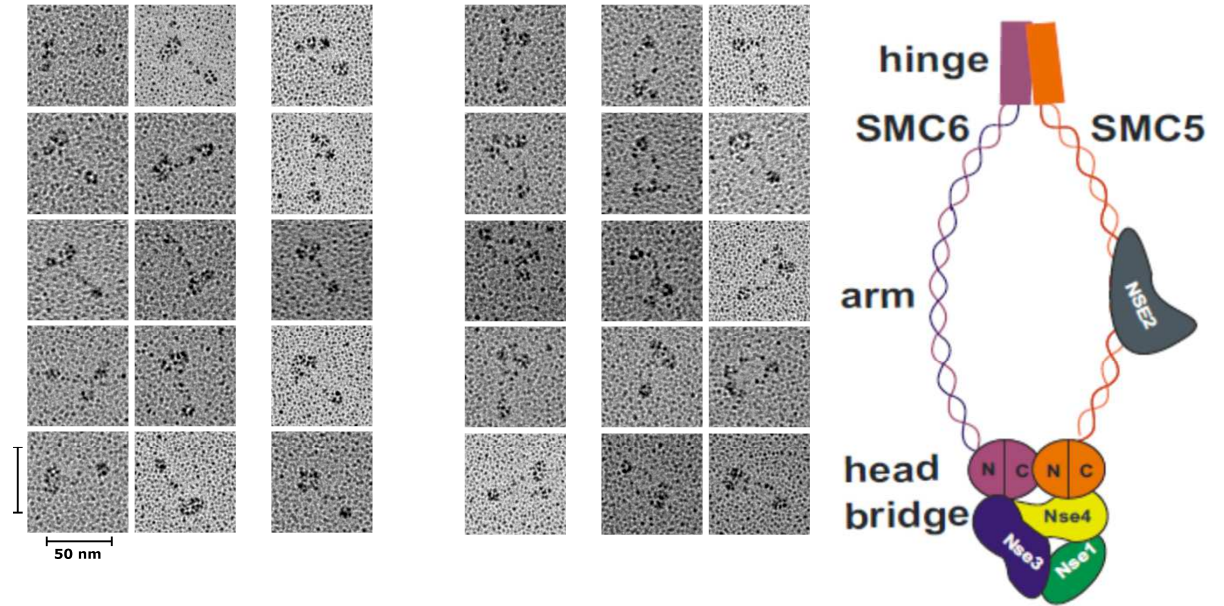 hinge
SMC6
SMC5
NSE2
arm
head
N C N C
bridge
Nse4
Nse3
Nse1
50 nm